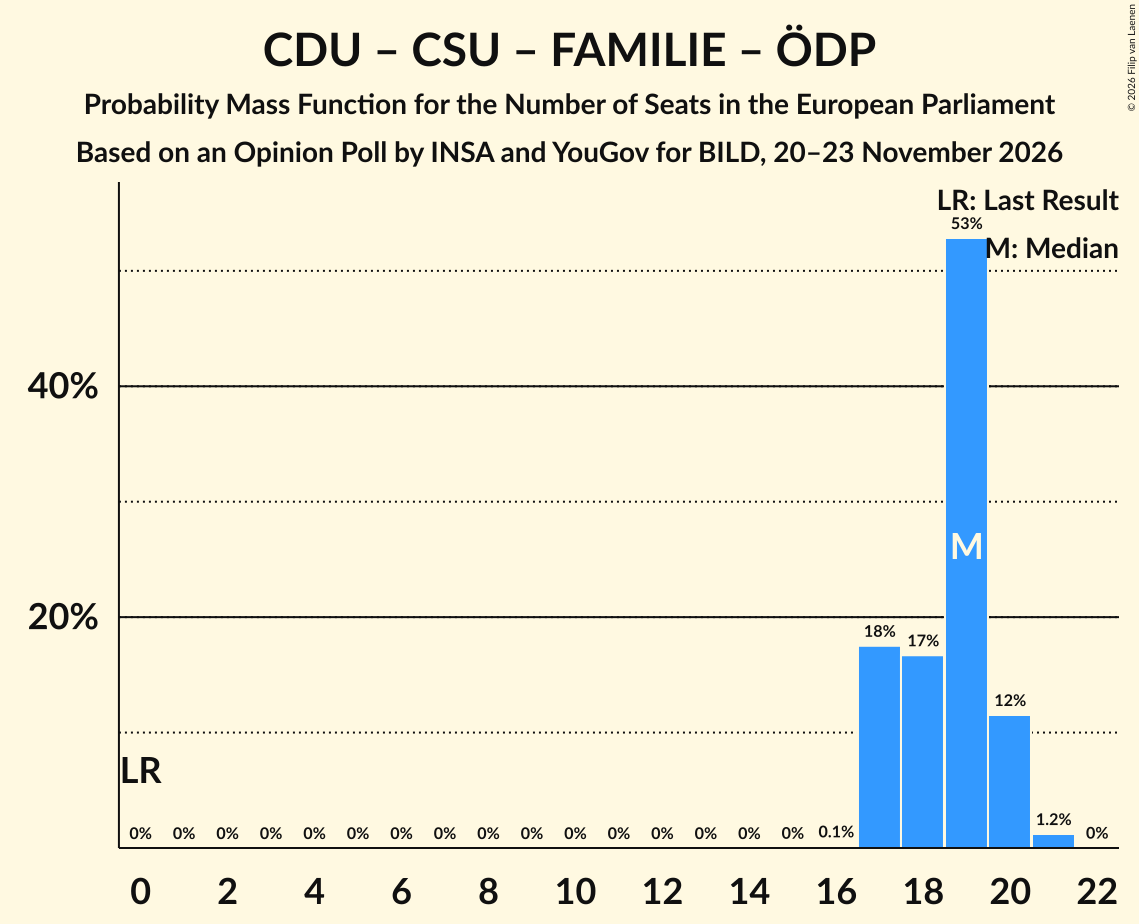 CDU – CSU – FAMILIE – ÖDP
Probability Mass Function for the Number of Seats in the European Parliament
Based on an Opinion Poll by INSA and YouGov for BILD, 20–23 November 2026
© 2026 Filip van Laenen
LR: Last Result
M: Median
53%
40%
20%
M
18%
17%
12%
LR
0% 0% 0% 0% 0% 0% 0% 0% 0% 0% 0% 0% 0% 0% 0% 0% 0.1% 1.2% 0%
0 2 4 6 8 10 12 14 16 18 20 22